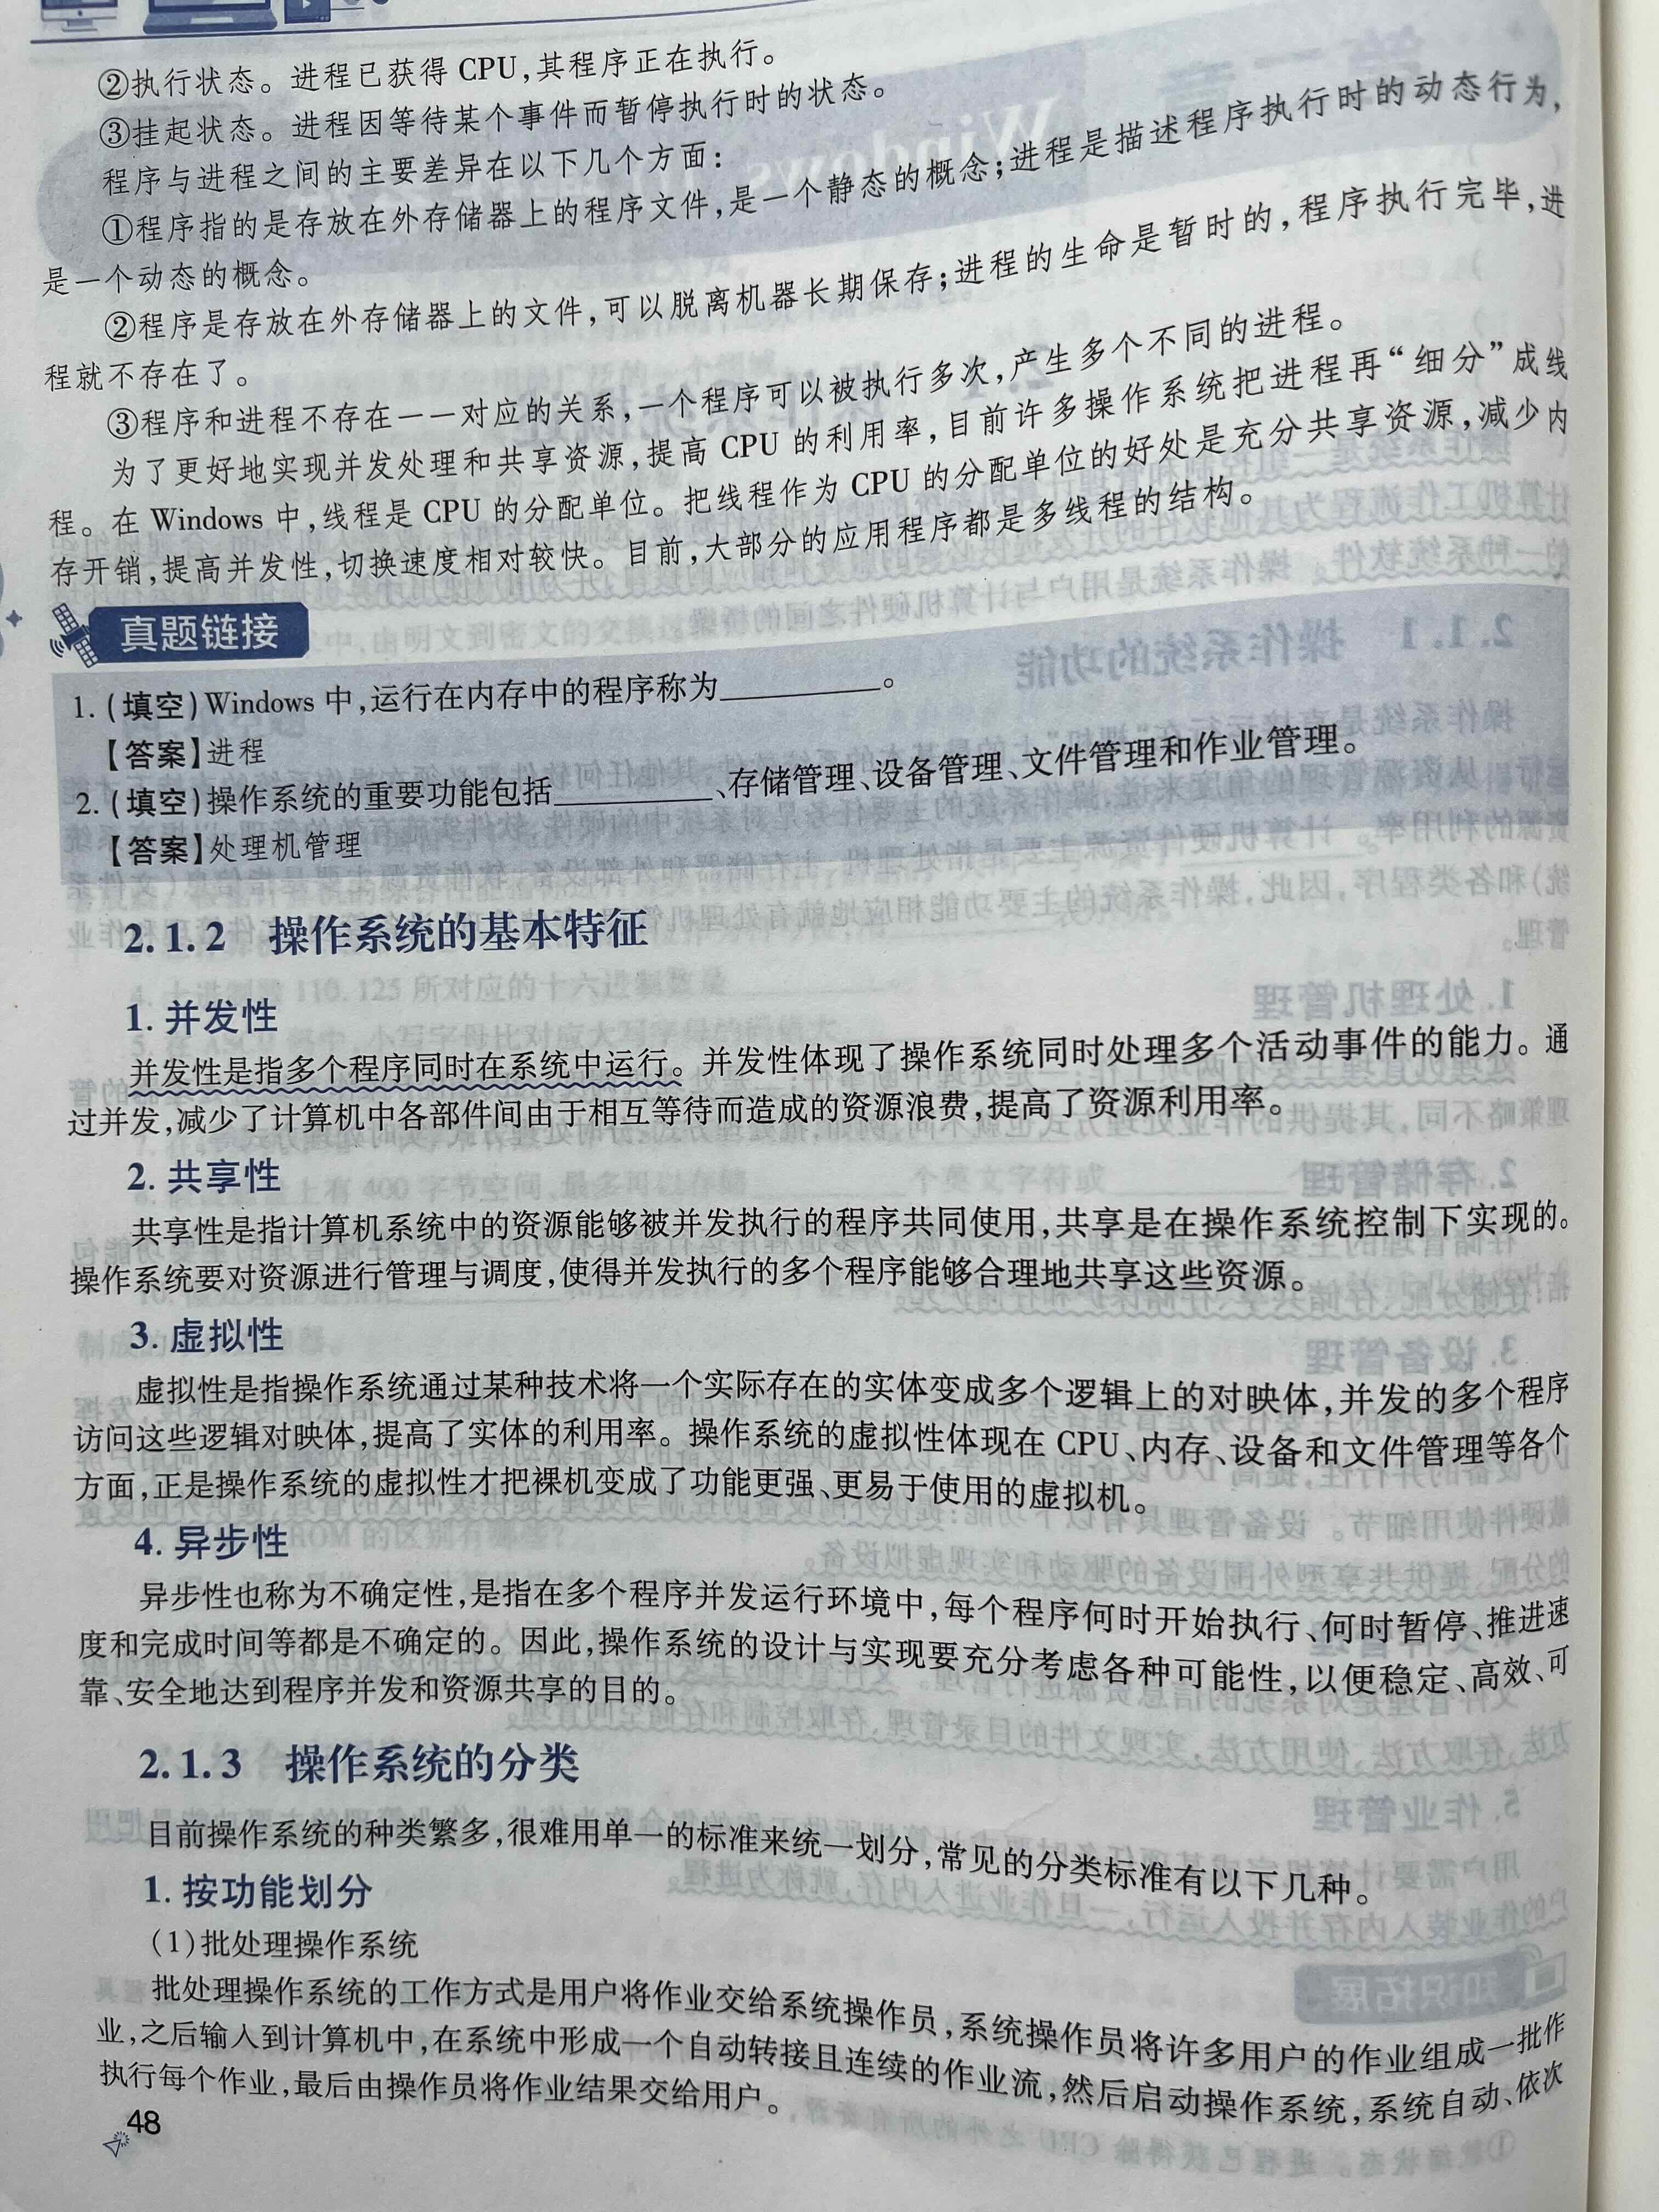 ②执行状态。进程已获得 CPU,其程序正在执行。
③挂起状态。进程因等待某个事件而暂停执行时的状态。
程序与进程之间的主要差异在以下几个方面：
①程序指的是存放在外存储器上的程序文件,是一个静态的概念;进程是描述程序执行时的动态行为,
是一个动态的概念。
②程序是存放在外存储器上的文件,可以脱离机器长期保存;进程的生命是暂时的,程序执行完毕,进
程就不存在了。
③程序和进程不存在一一对应的关系,一个程序可以被执行多次,产生多个不同的进程。
为了更好地实现并发处理和共享资源,提高 CPU 的利用率,目前许多操作系统把进程再“细分”成线
程。在 Windows 中,线程是 CPU 的分配单位。把线程作为 CPU 的分配单位的好处是充分共享资源,减少内
存开销,提高并发性,切换速度相对较快。目前,大部分的应用程序都是多线程的结构。
真题链接
1. (填空) Windows 中,运行在内存中的程序称为__________。
【答案】进程
2. (填空)操作系统的重要功能包括__________、存储管理、设备管理、文件管理和作业管理。
【答案】处理机管理
2.1.2 操作系统的基本特征
1. 并发性
并发性是指多个程序同时在系统中运行。并发性体现了操作系统同时处理多个活动事件的能力。通
过并发,减少了计算机中各部件间由于相互等待而造成的资源浪费,提高了资源利用率。
2. 共享性
共享性是指计算机系统中的资源能够被并发执行的程序共同使用,共享是在操作系统控制下实现的。
操作系统要对资源进行管理与调度,使得并发执行的多个程序能够合理地共享这些资源。
3. 虚拟性
虚拟性是指操作系统通过某种技术将一个实际存在的实体变成多个逻辑上的对映体,并发的多个程序
访问这些逻辑对映体,提高了实体的利用率。操作系统的虚拟性体现在 CPU、内存、设备和文件管理等各个
方面,正是操作系统的虚拟性才把裸机变成了功能更强、更易于使用的虚拟机。
4. 异步性
异步性也称为不确定性,是指在多个程序并发运行环境中,每个程序何时开始执行、何时暂停、推进速
度和完成时间等都是不确定的。因此,操作系统的设计与实现要充分考虑各种可能性,以便稳定、高效、可
靠、安全地达到程序并发和资源共享的目的。
2.1.3 操作系统的分类
目前操作系统的种类繁多,很难用单一的标准来统一划分,常见的分类标准有以下几种。
1. 按功能划分
(1)批处理操作系统
批处理操作系统的工作方式是用户将作业交给系统操作员,系统操作员将许多用户的作业组成一批作
业,之后输入到计算机中,在系统中形成一个自动转接且连续的作业流,然后启动操作系统,系统自动、依次
执行每个作业,最后由操作员将作业结果交给用户。
48